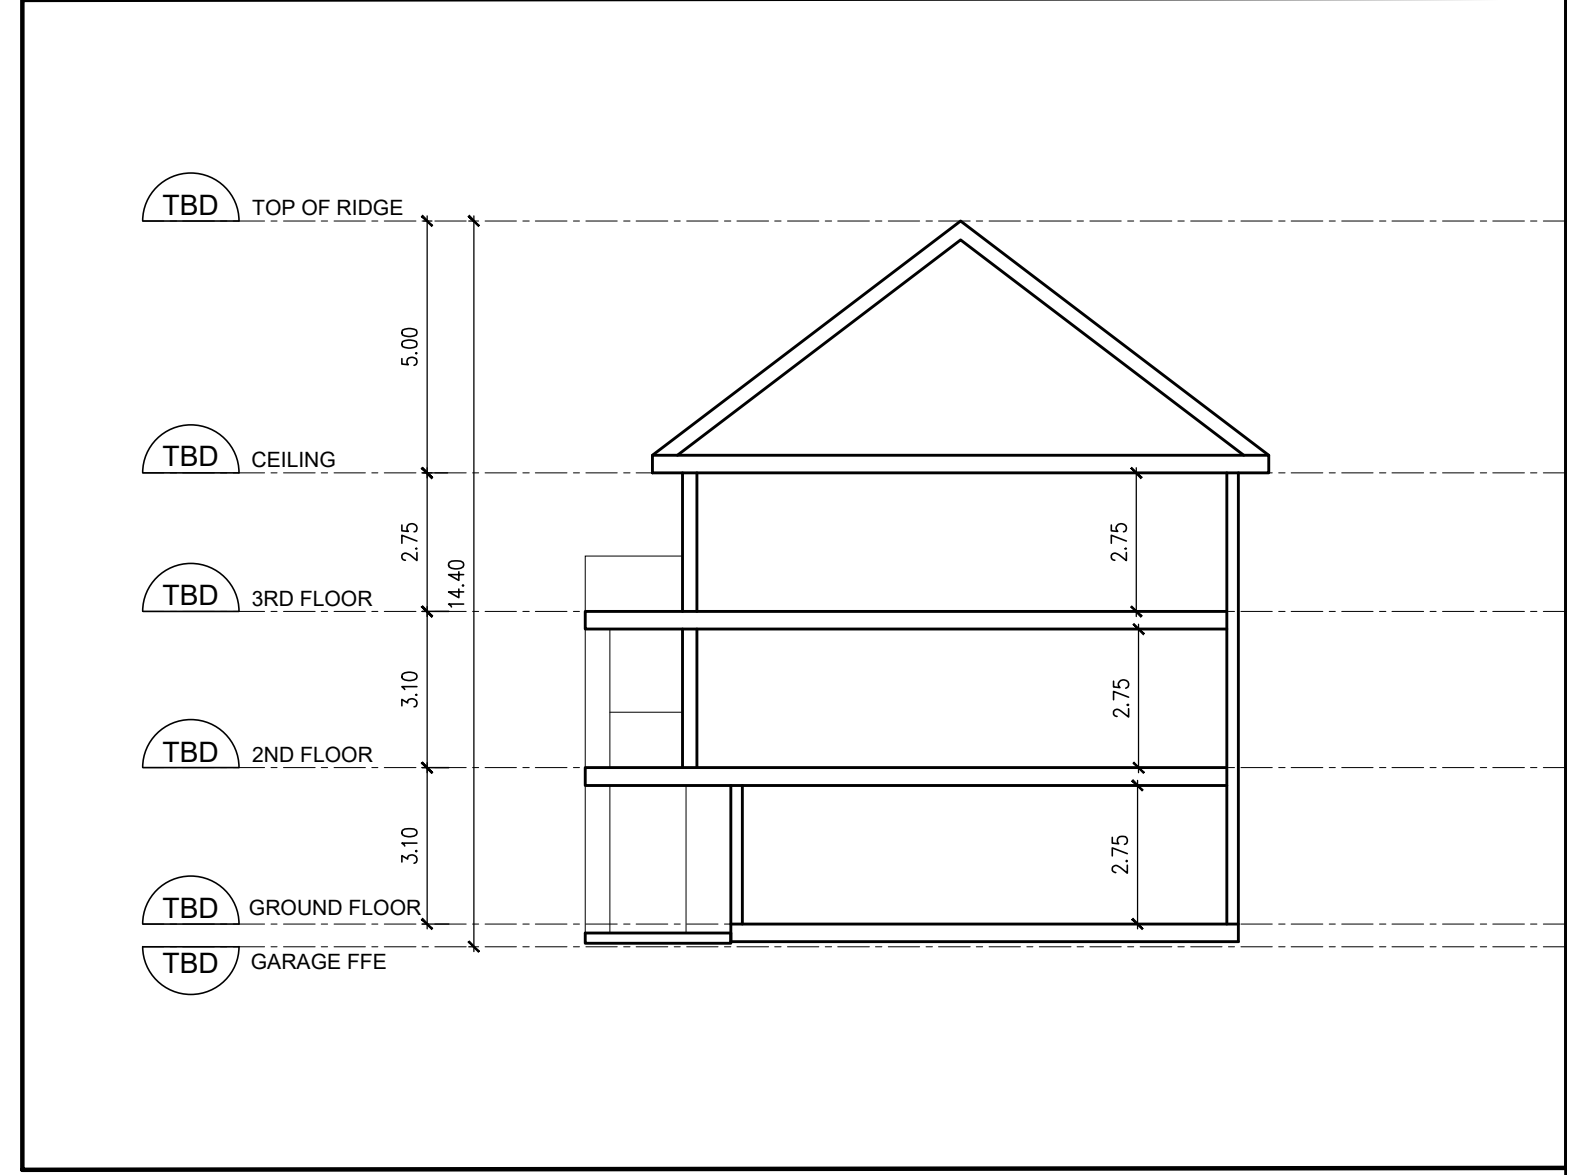 TBD TOP OF RIDGE
5.00
TBD CEILING
2.75
2.75
14.40
TBD 3RD FLOOR
3.10
2.75
TBD 2ND FLOOR
3.10
2.75
TBD GROUND FLOOR
TBD GARAGE FFE